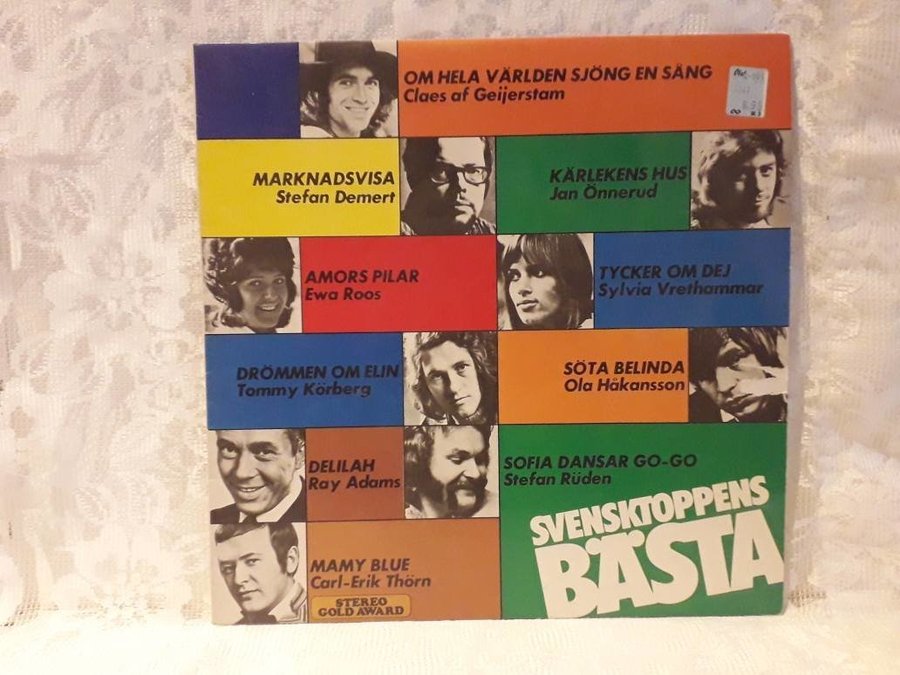 OM HELA VÄRLDEN SJÖNG EN SÅNG
Claes af Geijerstam
MARKNADSVISA
Stefan Demert
KÄRLEKENS HUS
Jan Önnerud
AMORS PILAR
Ewa Roos
TYCKER OM DEJ
Sylvia Vrethammar
DRÖMMEN OM ELIN
Tommy Körberg
SÖTA BELINDA
Ola Håkansson
DELILAH
Ray Adams
SOFIA DANSAR GO-GO
Stefan Rüden
SVENSKTOPPENS
BÄSTA
MAMY BLUE
Carl-Erik Thörn
STEREO
GOLD AWARD